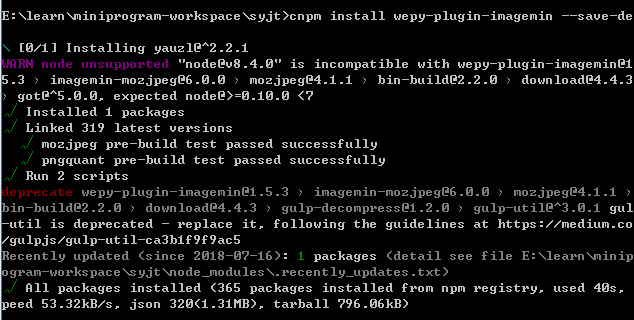 E:\learn\miniprogram-workspace\syjt>cnpm install wepy-plugin-imagemin --save-de
\ [0/1] Installing yauzl@^2.2.1
WARN node unsupported "node@v8.4.0" is incompatible with wepy-plugin-imagemin@1
5.3 › imagemin-mozjpeg@6.0.0 › mozjpeg@4.1.1 › bin-build@2.2.0 › download@4.4.3
› got@^5.0.0, expected node@>=0.10.0 <7
√ Installed 1 packages
√ Linked 319 latest versions
√ mozjpeg pre-build test passed successfully
√ pngquant pre-build test passed successfully
√ Run 2 scripts
deprecate wepy-plugin-imagemin@1.5.3 › imagemin-mozjpeg@6.0.0 › mozjpeg@4.1.1 ›
bin-build@2.2.0 › download@4.4.3 › gulp-decompress@1.2.0 › gulp-util@^3.0.1 gul
-util is deprecated - replace it, following the guidelines at https://medium.co
/gulpjs/gulp-util-ca3b1f9f9ac5
Recently updated (since 2018-07-16): 1 packages (detail see file E:\learn\minip
ogram-workspace\syjt\node_modules\.recently_updates.txt)
√ All packages installed (365 packages installed from npm registry, used 40s,
peed 53.32kB/s, json 320(1.31MB), tarball 796.06kB)